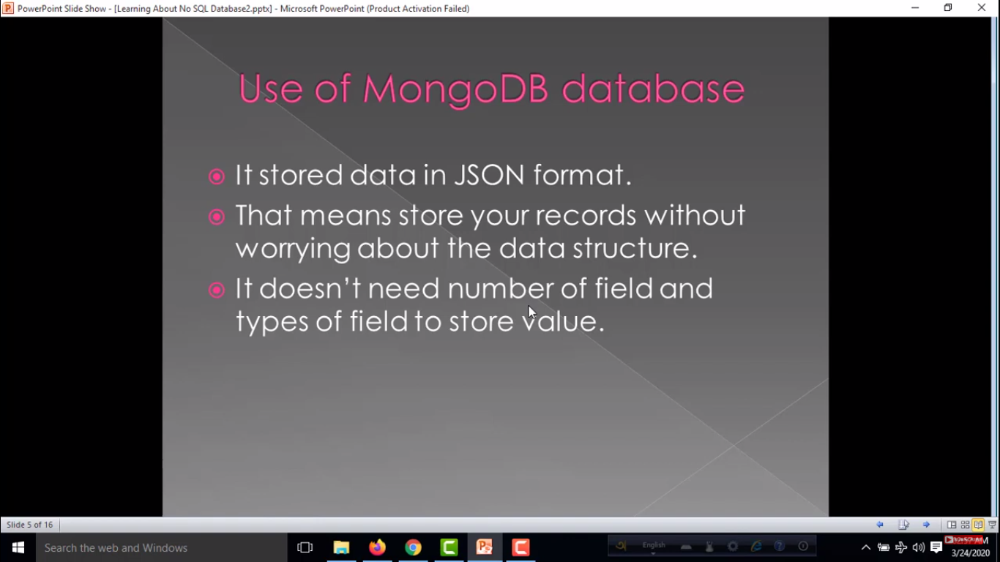 PowerPoint Slide Show - [Learning About No SQL Database2.pptx] - Microsoft PowerPoint (Product Activation Failed)
Use of MongoDB database
It stored data in JSON format.
That means store your records without
worrying about the data structure.
It doesn't need number of field and
types of field to store value.
Slide 5 of 16
Search the web and Windows
English
SUBSCRIBE
3/24/2020